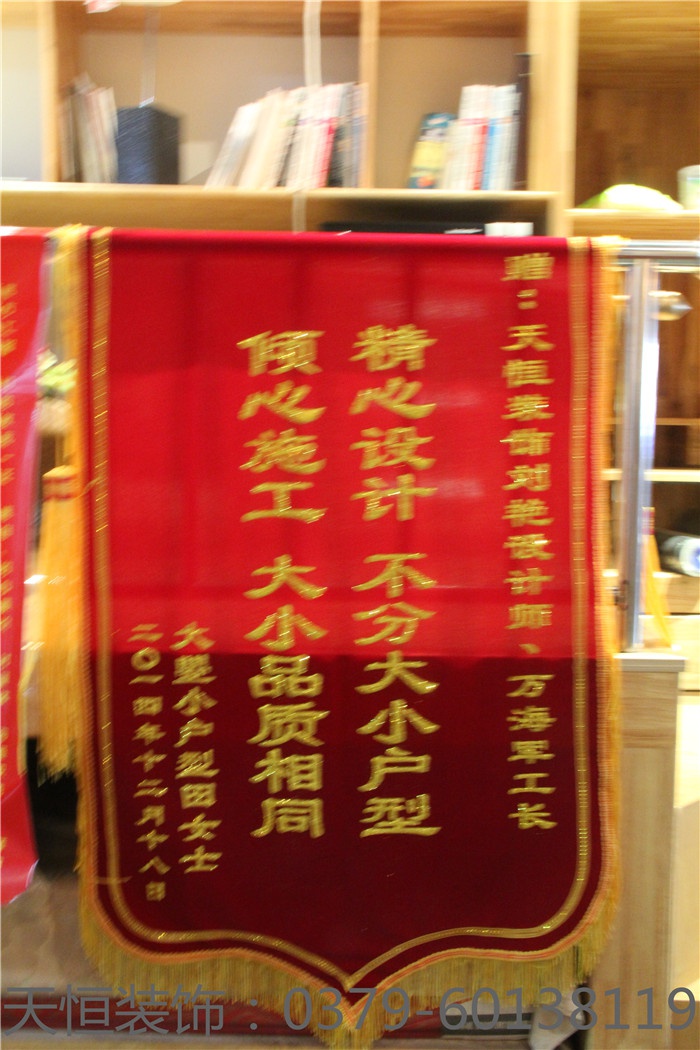 赠：天恒装饰刘艳设计师、万海军工长
精心设计 不分大小户型
倾心施工 大小品质相同
大壁小户型田女士
二〇一四年十二月十八日
天恒装饰：0379-60138119